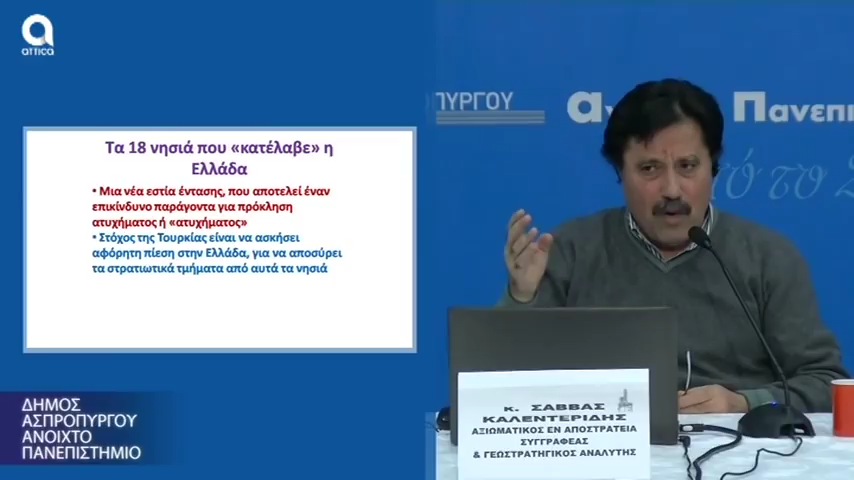 attica
Τα 18 νησιά που «κατέλαβε» η
Ελλάδα
• Μια νέα εστία έντασης, που αποτελεί έναν
επικίνδυνο παράγοντα για πρόκληση
ατυχήματος ή «ατυχήματος»
• Στόχος της Τουρκίας είναι να ασκήσει
αφόρητη πίεση στην Ελλάδα, για να αποσύρει
τα στρατιωτικά τμήματα από αυτά τα νησιά
ΔΗΜΟΣ
ΑΣΠΡΟΠΥΡΓΟΥ
ΑΝΟΙΧΤΟ
ΠΑΝΕΠΙΣΤΗΜΙΟ
ΠΥΡΓΟΥ
Πανεπι
κ. ΣΑΒΒΑΣ
ΚΑΛΕΝΤΕΡΙΔΗΣ
ΑΞΙΩΜΑΤΙΚΟΣ ΕΝ ΑΠΟΣΤΡΑΤΕΙΑ
ΣΥΓΓΡΑΦΕΑΣ
& ΓΕΩΣΤΡΑΤΗΓΙΚΟΣ ΑΝΑΛΥΤΗΣ